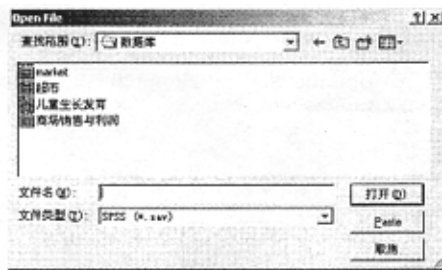 Open File
查找范围(I): 数据库
market
超市
儿童生长发育
商场销售与利润
文件名(N): 打开(O)
文件类型(T): SPSS (*.sav)
Paste
取消